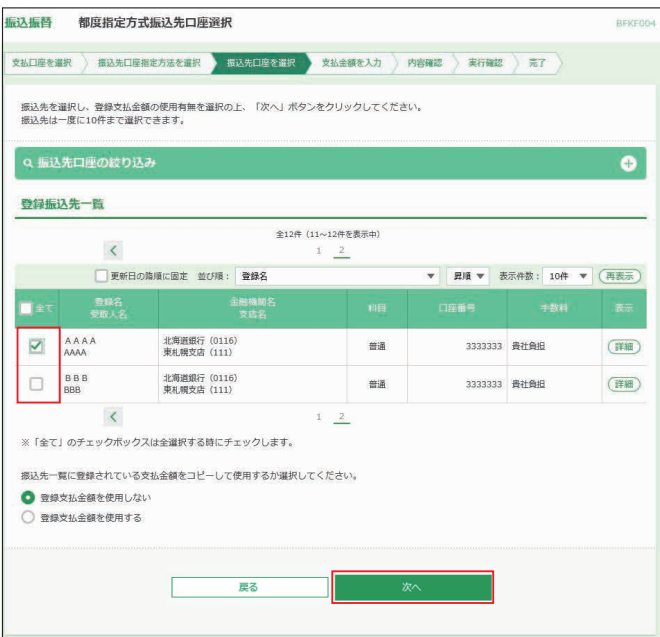 振込振替 都度指定方式振込先口座選択 BFKF004
支払口座を選択 振込先口座指定方法を選択 振込先口座を選択 支払金額を入力 内容確認 実行確認 完了
振込先を選択し、登録支払金額の使用有無を選択の上、「次へ」ボタンをクリックしてください。
振込先は一度に10件まで選択できます。
振込先口座の絞り込み
登録振込先一覧
全12件（11～12件を表示中）
1 2
更新日の降順に固定 並び順： 登録名 昇順 表示件数： 10件 再表示
全て 登録名 金融機関名 科目 口座番号 手数料 表示
受取人名 支店名
ＡＡＡＡ 北海道銀行（0116） 普通 3333333 貴社負担 詳細
AAAA 東札幌支店（111）
ＢＢＢ 北海道銀行（0116） 普通 3333333 貴社負担 詳細
BBB 東札幌支店（111）
1 2
※「全て」のチェックボックスは全選択する時にチェックします。
振込先一覧に登録されている支払金額をコピーして使用するか選択してください。
登録支払金額を使用しない
登録支払金額を使用する
戻る 次へ